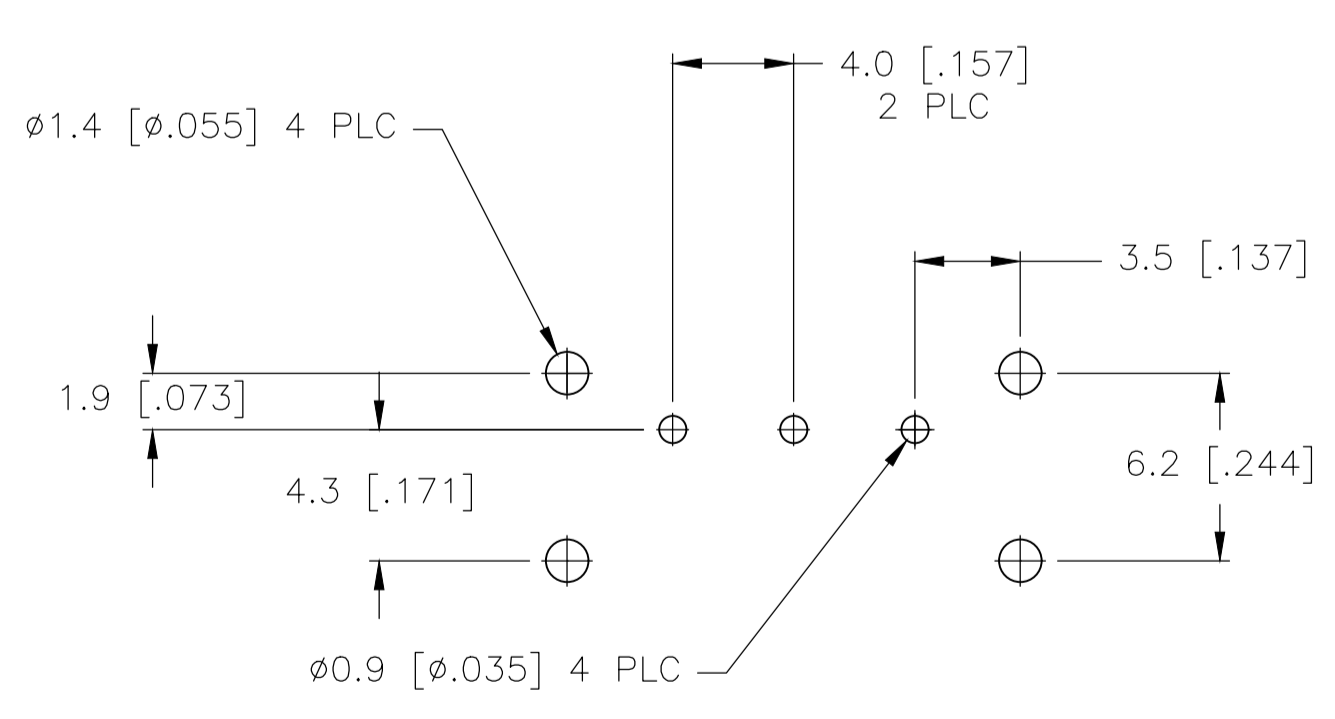 4.0 [.157]
2 PLC
ø1.4 [ø.055] 4 PLC
3.5 [.137]
1.9 [.073]
6.2 [.244]
4.3 [.171]
ø0.9 [ø.035] 4 PLC